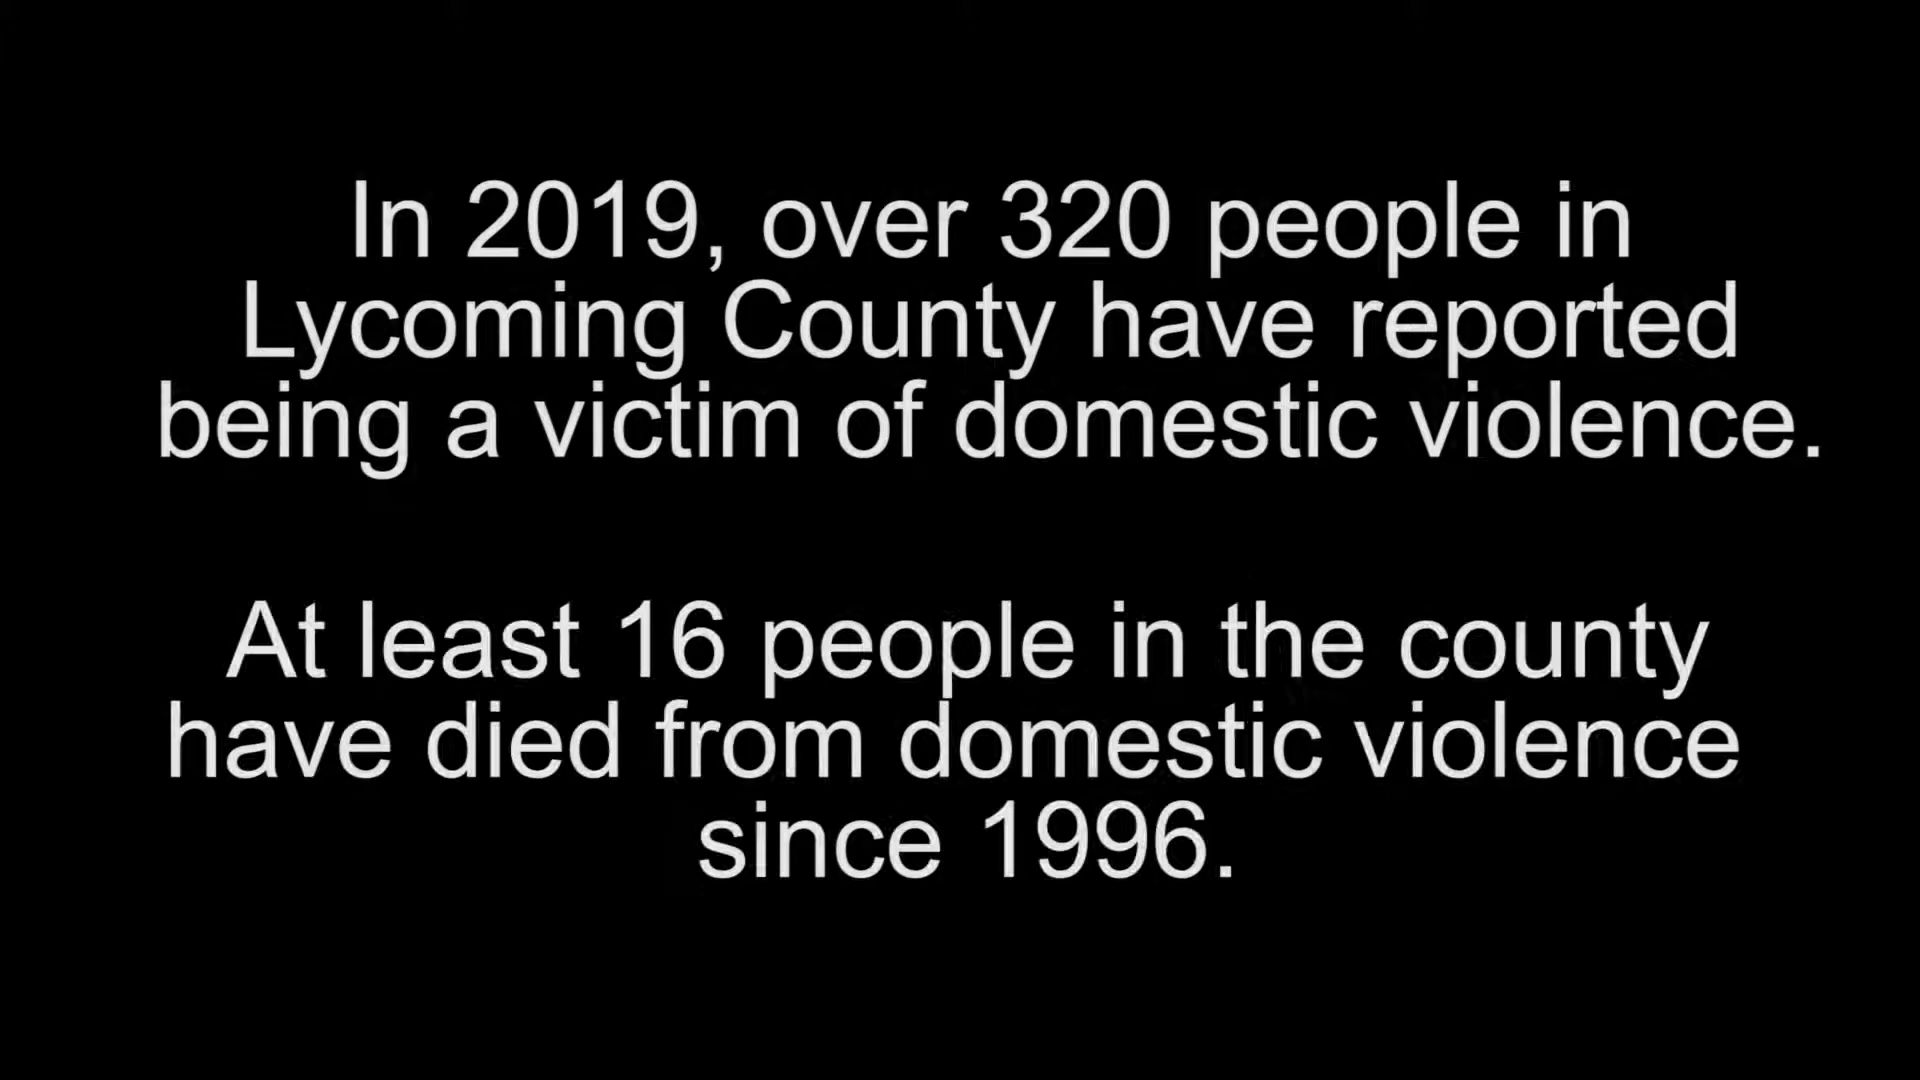 In 2019, over 320 people in
Lycoming County have reported
being a victim of domestic violence.
At least 16 people in the county
have died from domestic violence
since 1996.